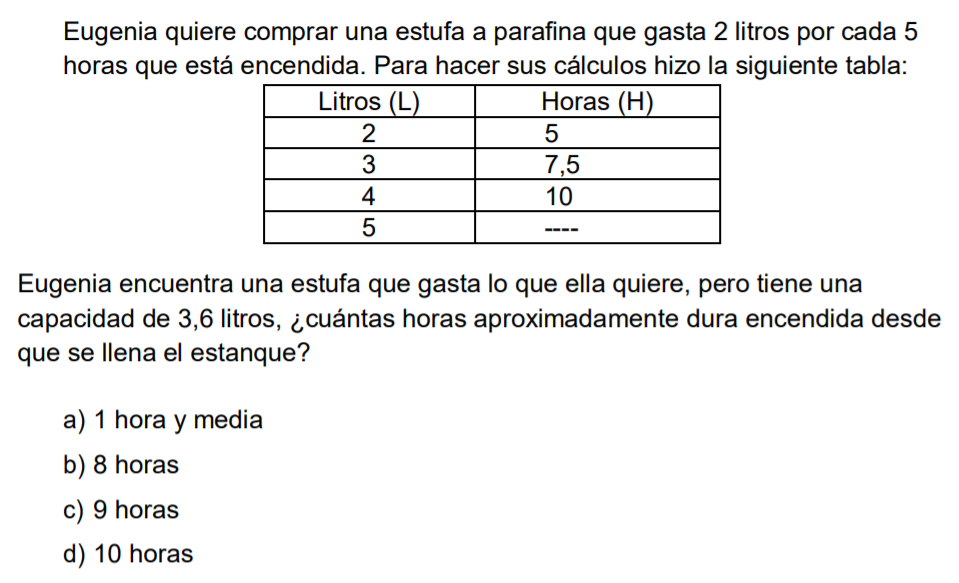 Eugenia quiere comprar una estufa a parafina que gasta 2 litros por cada 5
horas que está encendida. Para hacer sus cálculos hizo la siguiente tabla:
Litros (L) Horas (H)
2 5
3 7,5
4 10
5 ----
Eugenia encuentra una estufa que gasta lo que ella quiere, pero tiene una
capacidad de 3,6 litros, ¿cuántas horas aproximadamente dura encendida desde
que se llena el estanque?
a) 1 hora y media
b) 8 horas
c) 9 horas
d) 10 horas